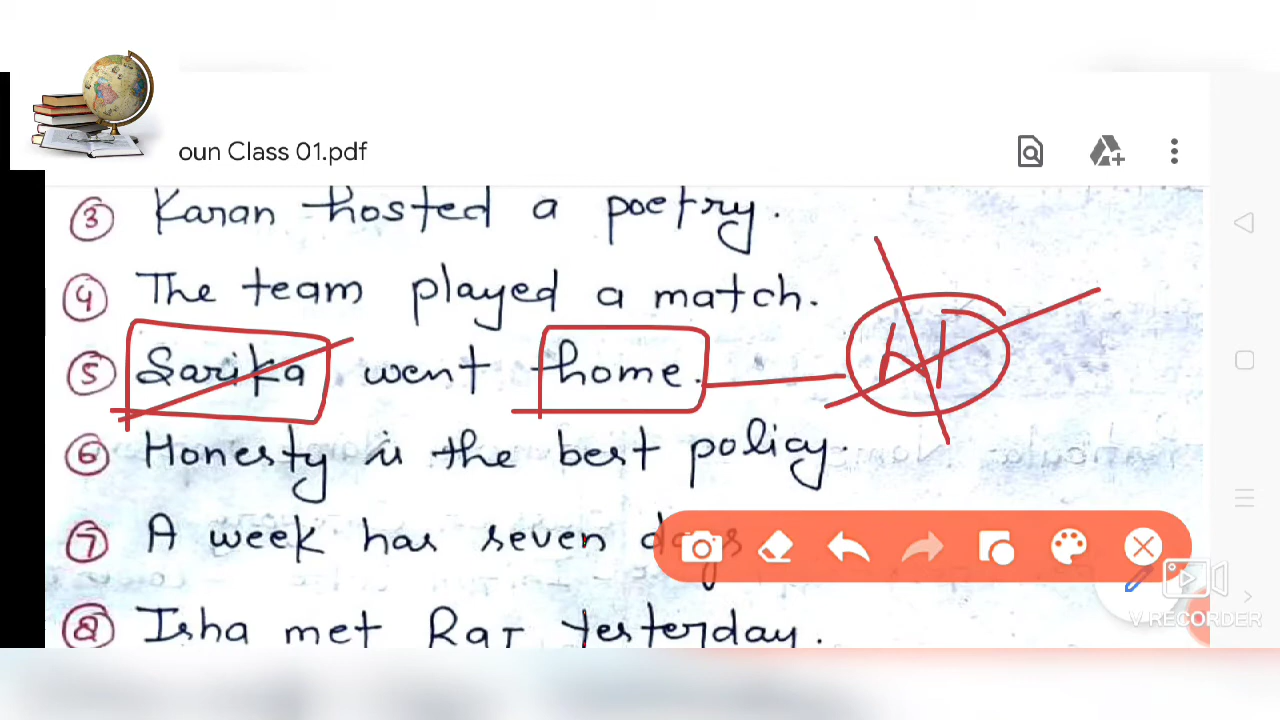 oun Class 01.pdf
③ Karan hosted a poetry.
④ The team played a match.
⑤ Sarika went home.
⑥ Honesty is the best policy.
⑦ A week has seven days
⑧ Isha met Raj yesterday.
V RECORDER